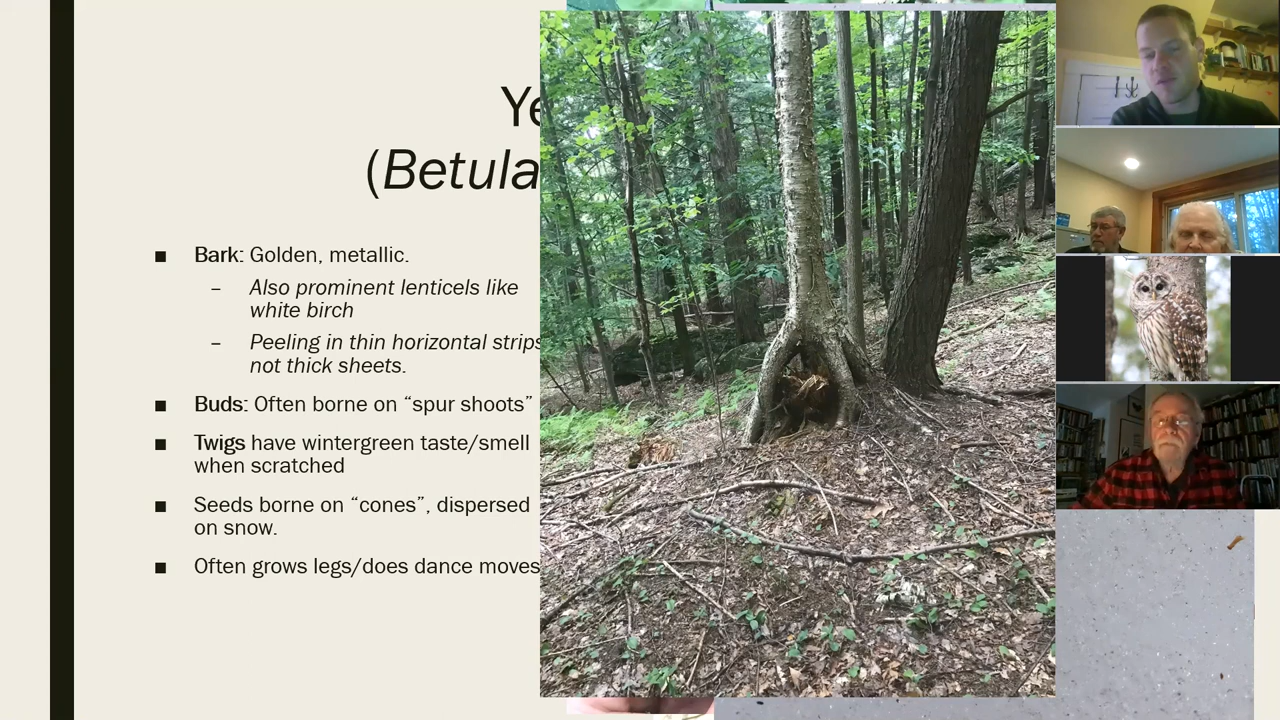 Ye
(Betula
■ Bark: Golden, metallic.
– Also prominent lenticels like
white birch
– Peeling in thin horizontal strips
not thick sheets.
■ Buds: Often borne on “spur shoots”
■ Twigs have wintergreen taste/smell
when scratched
■ Seeds borne on “cones”, dispersed
on snow.
■ Often grows legs/does dance moves